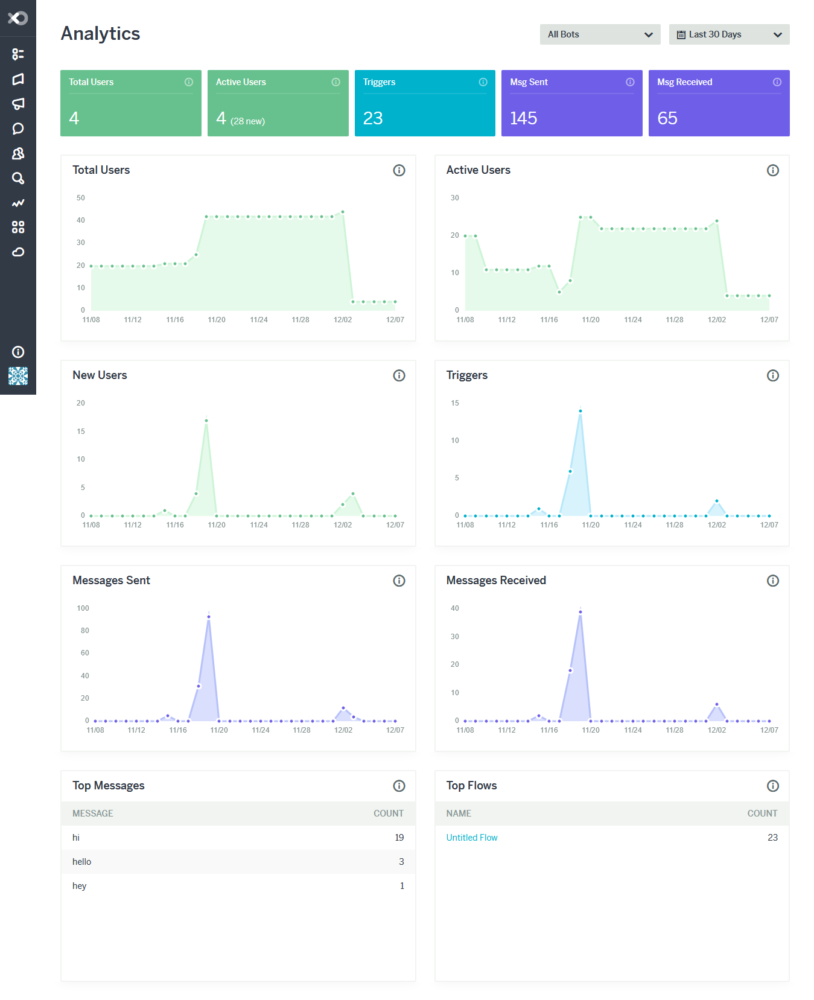 Analytics
All Bots
Last 30 Days
Total Users
Active Users
Triggers
Msg Sent
Msg Received
4
4 (28 new)
23
145
65
Total Users
50
40
30
20
10
0
11/08 11/12 11/16 11/20 11/24 11/28 12/02 12/07
Active Users
30
20
10
0
11/08 11/12 11/16 11/20 11/24 11/28 12/02 12/07
New Users
20
15
10
5
0
11/08 11/12 11/16 11/20 11/24 11/28 12/02 12/07
Triggers
15
10
5
0
11/08 11/12 11/16 11/20 11/24 11/28 12/02 12/07
Messages Sent
100
80
60
40
20
0
11/08 11/12 11/16 11/20 11/24 11/28 12/02 12/07
Messages Received
40
30
20
10
0
11/08 11/12 11/16 11/20 11/24 11/28 12/02 12/07
Top Messages
MESSAGE COUNT
hi 19
hello 3
hey 1
Top Flows
NAME COUNT
Untitled Flow 23